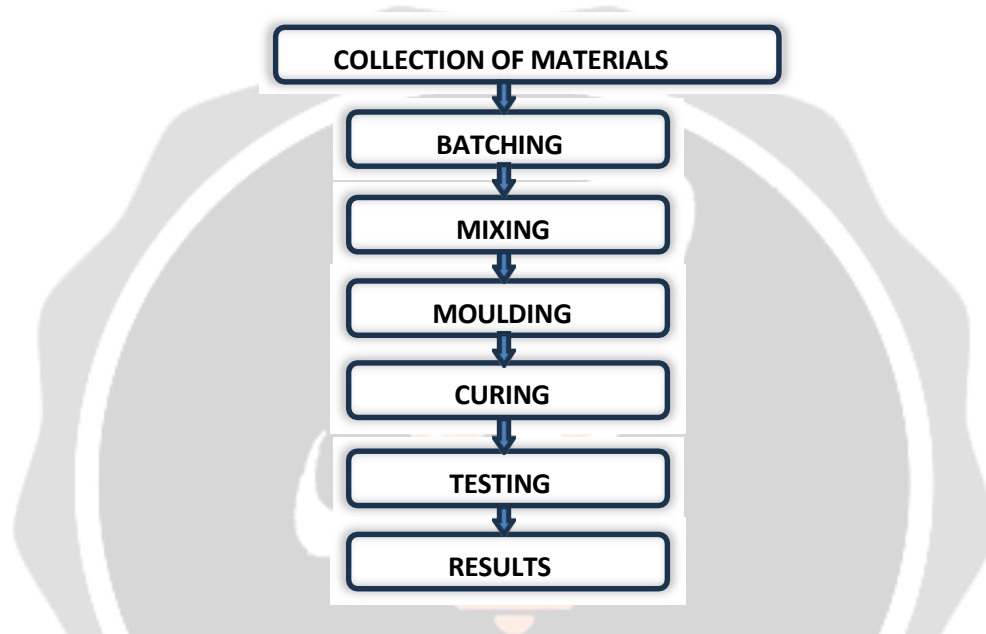 COLLECTION OF MATERIALS
BATCHING
MIXING
MOULDING
CURING
TESTING
RESULTS